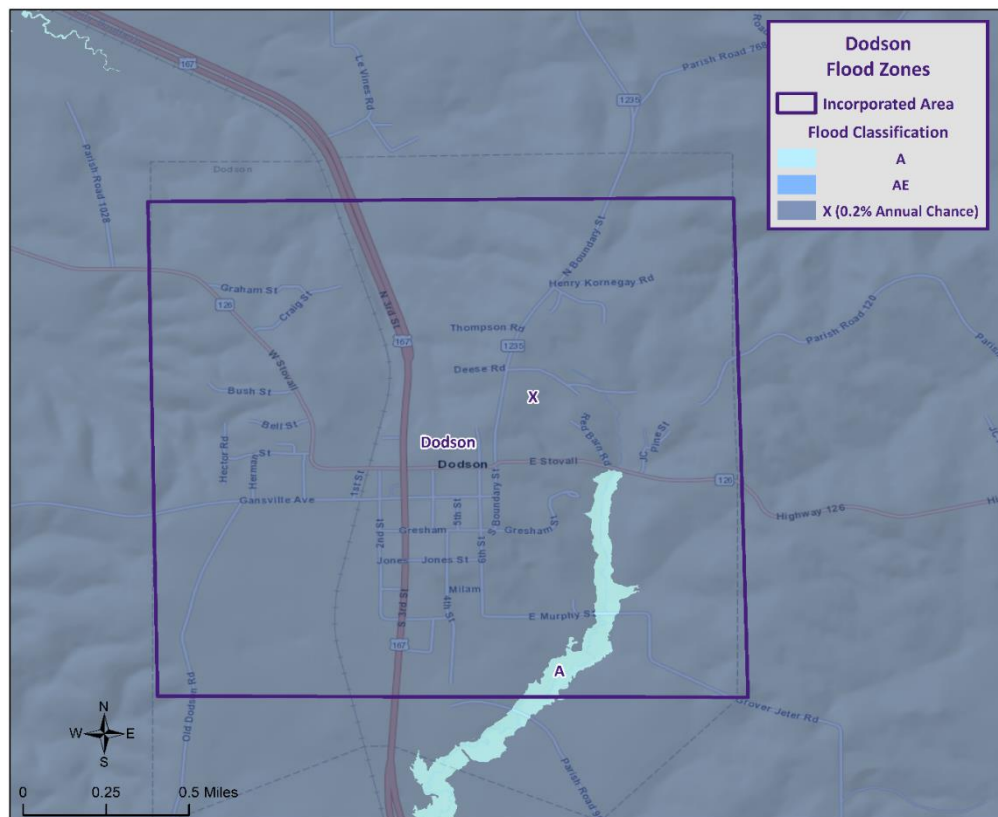 Dodson
Flood Zones
Incorporated Area
Flood Classification
A
AE
X (0.2% Annual Chance)
167
Le Vines Rd
1235
Parish Road 768
Parish Road 1028
Dodson
N Boundary St
Graham St
126
Craig St
N 3rd St
Henry Kornegay Rd
Thompson Rd
167
1235
Parish Road 120
W Stovall
Deese Rd
Bush St
X
Bell St
Red Barn Rd
JC
Pine St
Hector Rd
Herman
St
Dodson
Dodson
E Stovall
126
Highway 126
1st St
Gansville Ave
S Boundary St
2nd St
5th St
Gresham
Gresham
St
6th St
Jones
Jones St
Milam
4th St
S 3rd St
E Murphy St
167
A
Old Dodson Rd
Grover Jeter Rd
Parish Road 9
N
W E
S
0 0.25 0.5 Miles